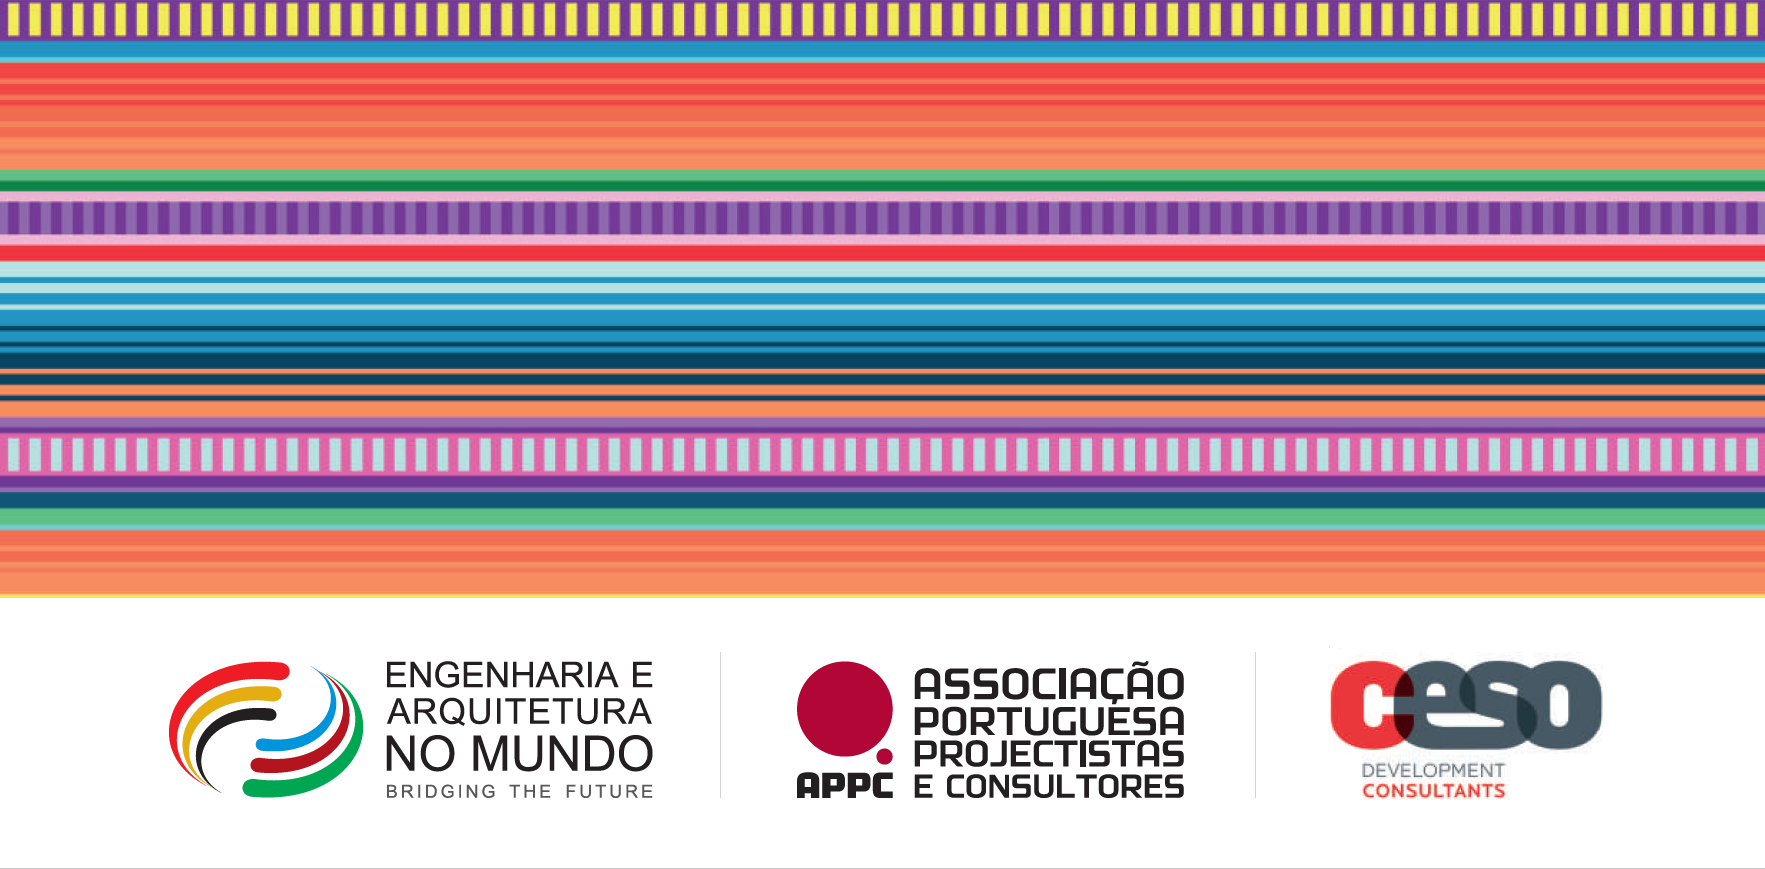 ENGENHARIA E
ARQUITETURA
NO MUNDO
BRIDGING THE FUTURE
APPC
ASSOCIAÇÃO
PORTUGUESA
PROJECTISTAS
E CONSULTORES
ceso
DEVELOPMENT
CONSULTANTS